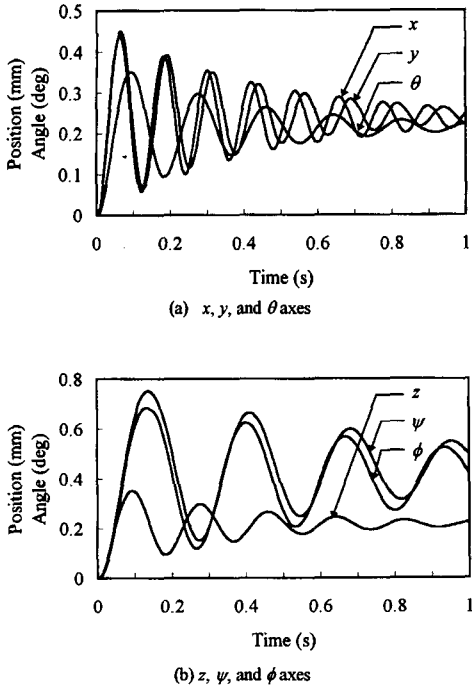 0.5
0.4
0.3
0.2
0.1
0
Position (mm)
Angle (deg)
x
y
θ
0 0.2 0.4 0.6 0.8 1
Time (s)
(a) x, y, and θ axes
0.8
0.6
0.4
0.2
0
Position (mm)
Angle (deg)
z
ψ
ϕ
0 0.2 0.4 0.6 0.8 1
Time (s)
(b) z, ψ, and ϕ axes